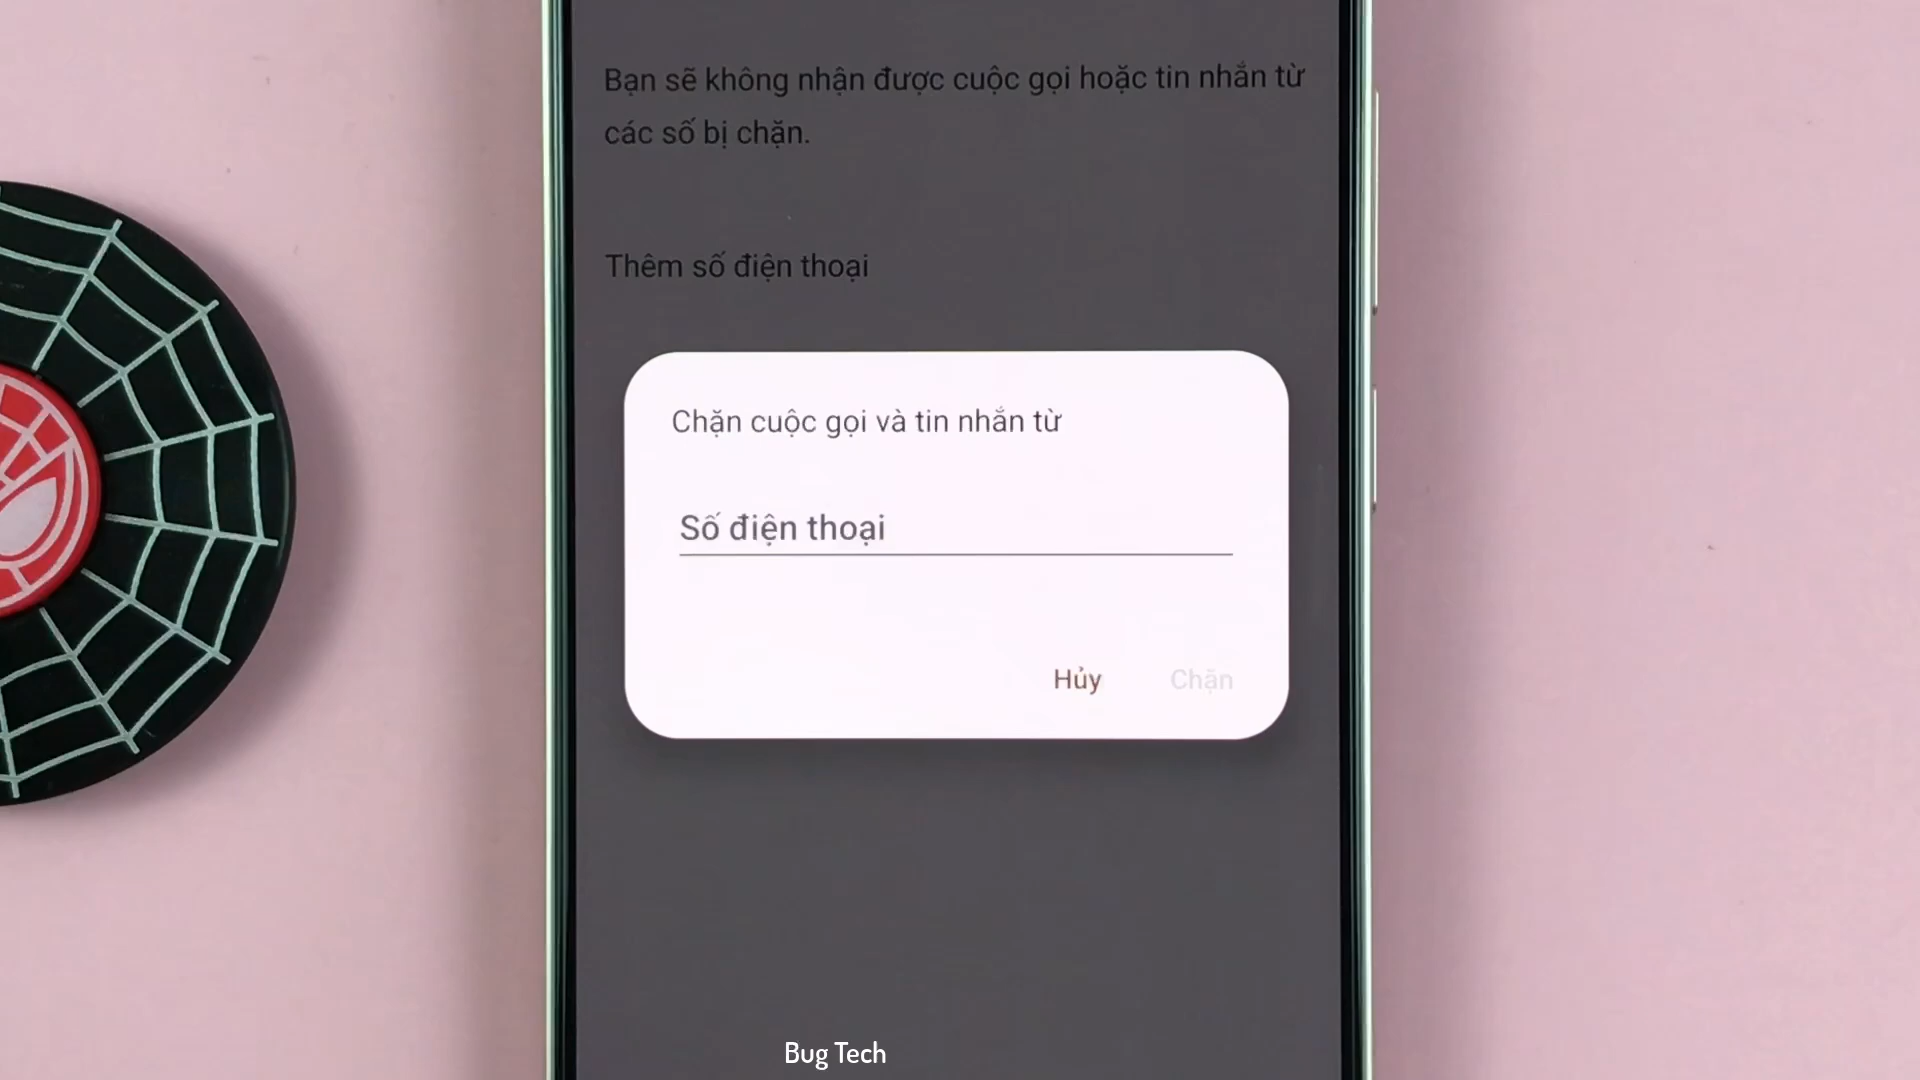 Bạn sẽ không nhận được cuộc gọi hoặc tin nhắn từ
các số bị chặn.
Thêm số điện thoại
Chặn cuộc gọi và tin nhắn từ
Số điện thoại
Hủy Chặn
Bug Tech